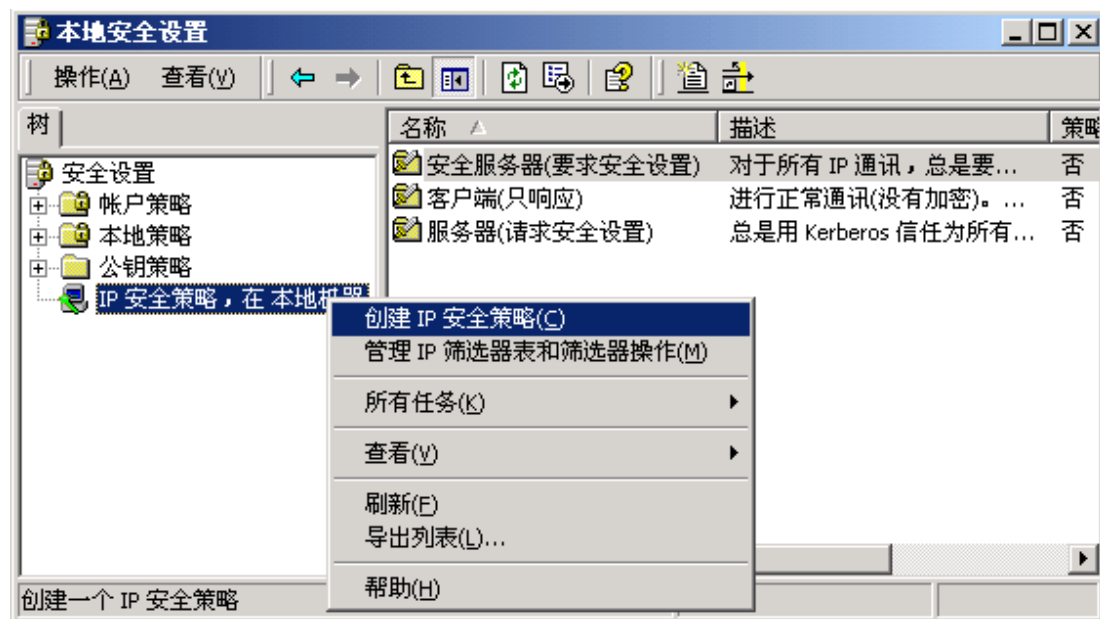 本地安全设置
操作(A) 查看(V)
树
名称 描述 策略
安全设置
帐户策略
本地策略
公钥策略
IP 安全策略，在 本地机器
安全服务器(要求安全设置) 对于所有 IP 通讯，总是要... 否
客户端(只响应) 进行正常通讯(没有加密)。... 否
服务器(请求安全设置) 总是用 Kerberos 信任为所有... 否
创建 IP 安全策略(C)
管理 IP 筛选器表和筛选器操作(M)
所有任务(K)
查看(V)
刷新(F)
导出列表(L)...
帮助(H)
创建一个 IP 安全策略